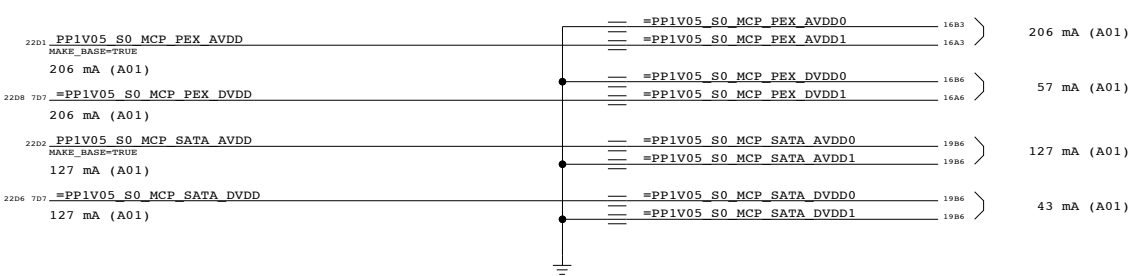 =PP1V05_S0_MCP_PEX_AVDD0 16B3
206 mA (A01)
22D1 PP1V05_S0_MCP_PEX_AVDD =PP1V05_S0_MCP_PEX_AVDD1 16A3
MAKE_BASE=TRUE
206 mA (A01)
=PP1V05_S0_MCP_PEX_DVDD0 16B6
57 mA (A01)
22D8 7D7 =PP1V05_S0_MCP_PEX_DVDD =PP1V05_S0_MCP_PEX_DVDD1 16A6
206 mA (A01)
22D2 PP1V05_S0_MCP_SATA_AVDD =PP1V05_S0_MCP_SATA_AVDD0 19B6
MAKE_BASE=TRUE
127 mA (A01)
=PP1V05_S0_MCP_SATA_AVDD1 19B6
127 mA (A01)
22D6 7D7 =PP1V05_S0_MCP_SATA_DVDD =PP1V05_S0_MCP_SATA_DVDD0 19B6
43 mA (A01)
127 mA (A01) =PP1V05_S0_MCP_SATA_DVDD1 19B6